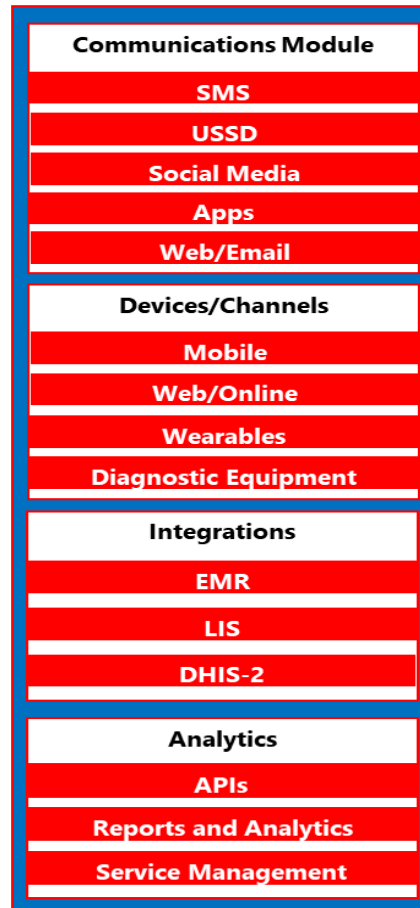 Communications Module
SMS
USSD
Social Media
Apps
Web/Email
Devices/Channels
Mobile
Web/Online
Wearables
Diagnostic Equipment
Integrations
EMR
LIS
DHIS-2
Analytics
APIs
Reports and Analytics
Service Management